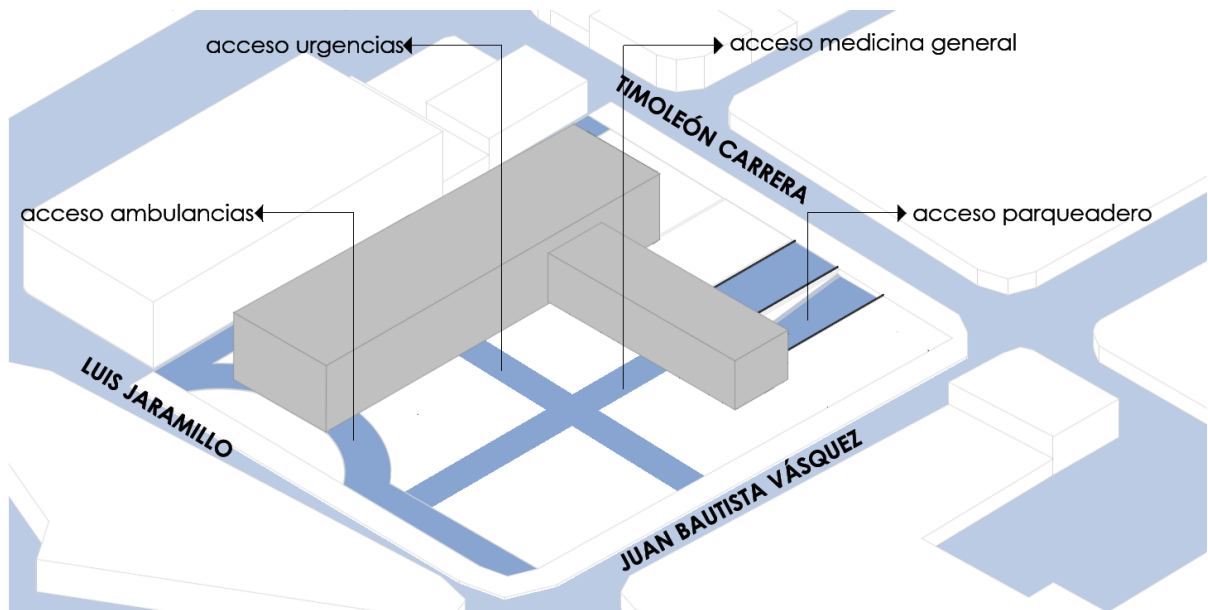 acceso urgencias
acceso medicina general
TIMOLEÓN CARRERA
acceso ambulancias
acceso parqueadero
LUIS JARAMILLO
JUAN BAUTISTA VÁSQUEZ